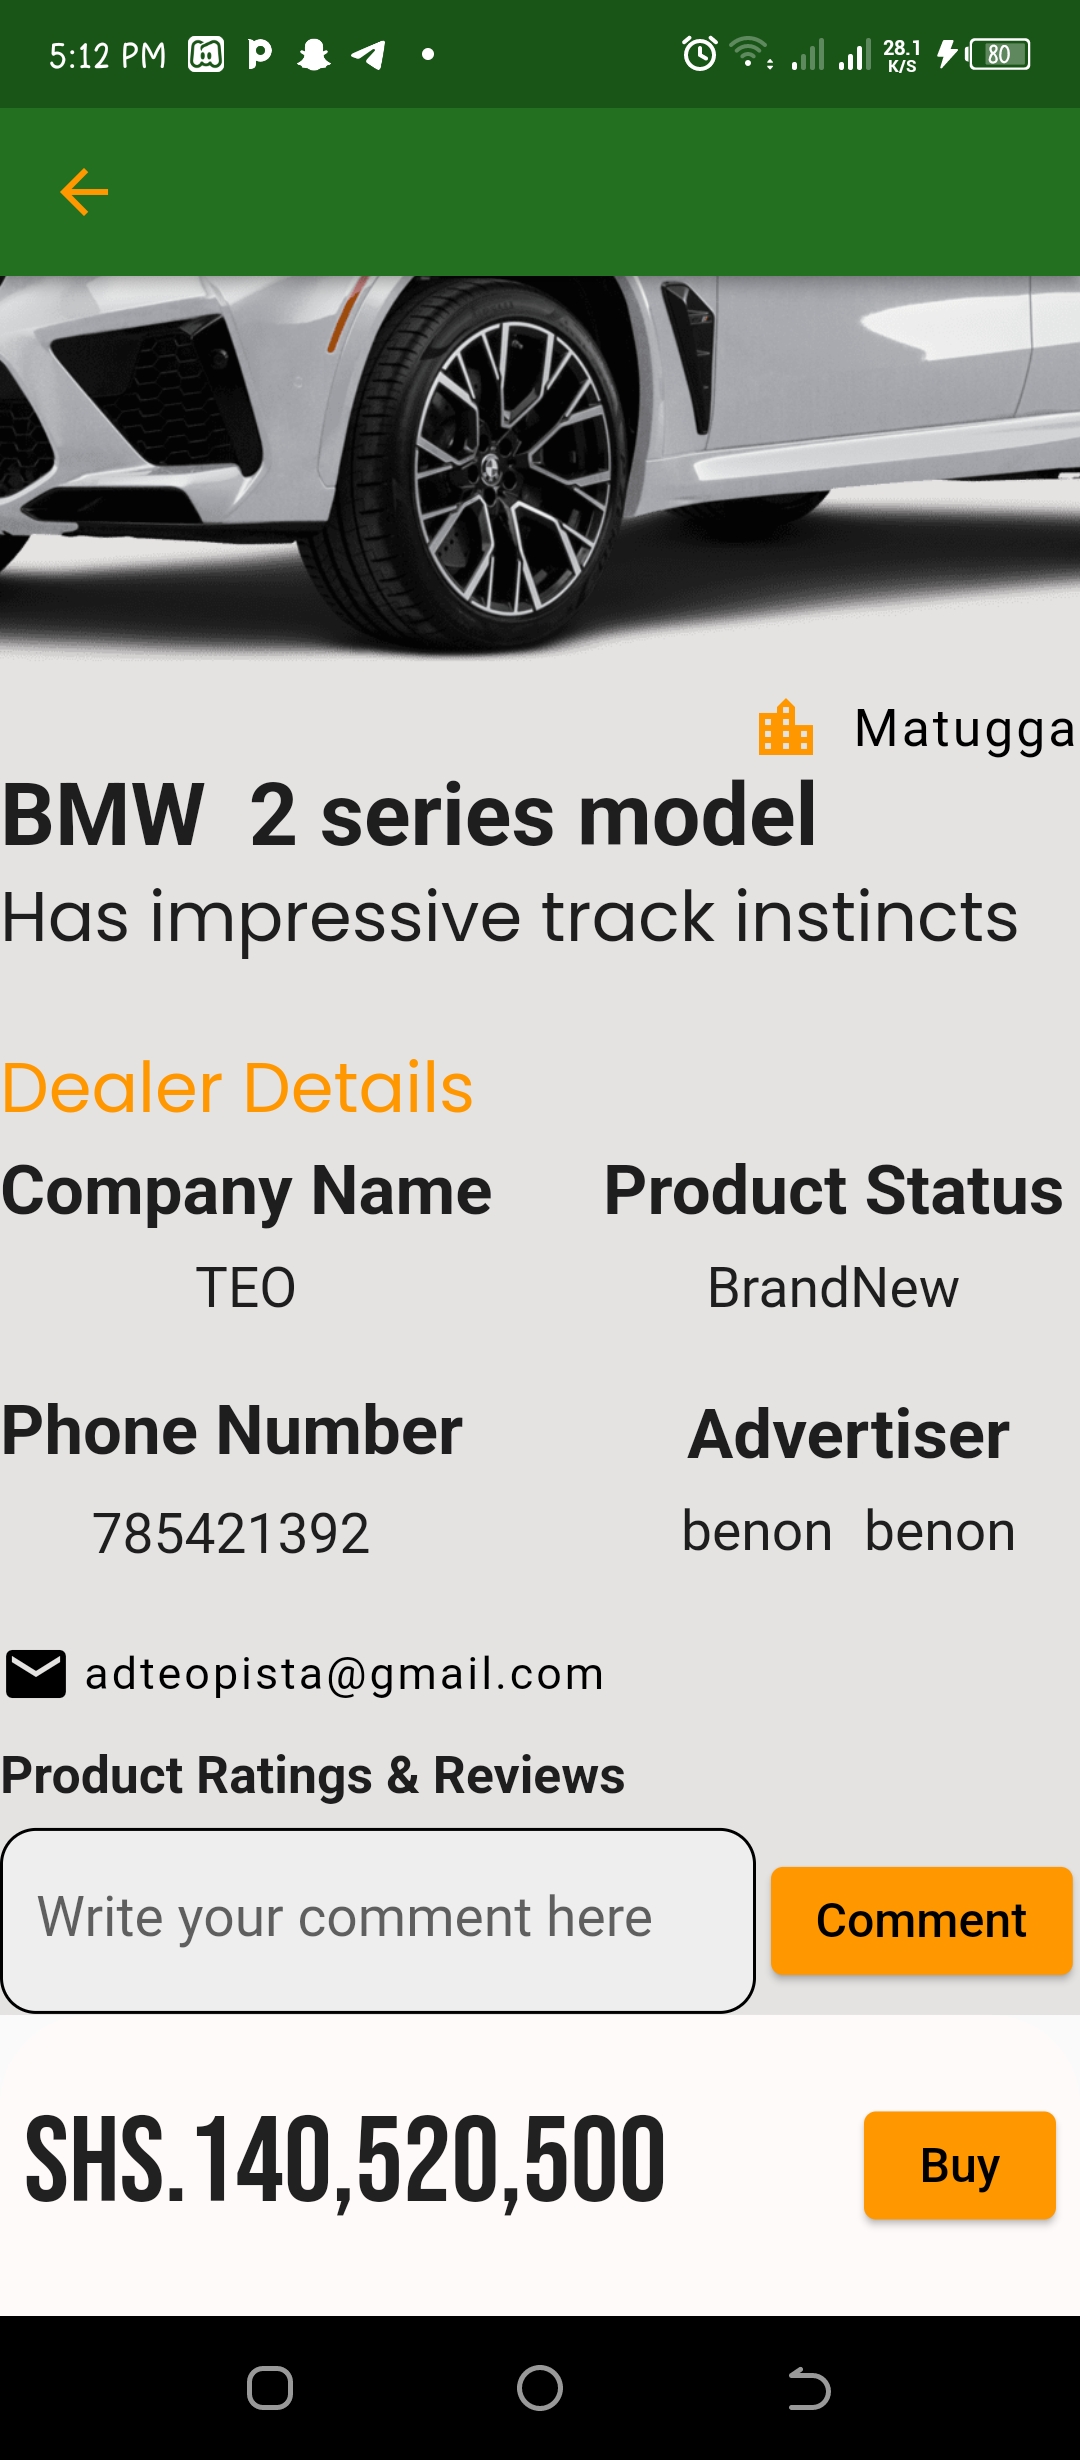 5:12 PM 28.1 K/S 80
Matugga
BMW  2 series model
Has impressive track instincts
Dealer Details
Company Name Product Status
TEO BrandNew
Phone Number Advertiser
785421392 benon  benon
adteopista@gmail.com
Product Ratings & Reviews
Write your comment here Comment
SHS.140,520,500 Buy